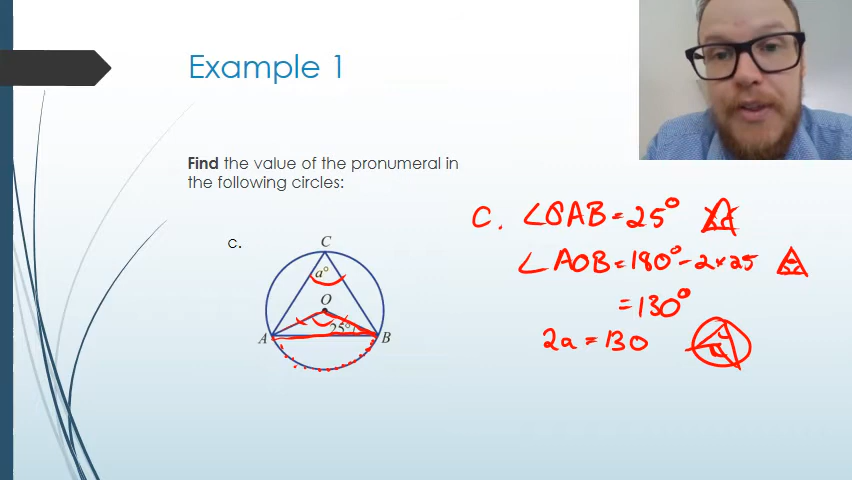 Example 1
Find the value of the pronumeral in
the following circles:
c.
C
a°
O
25°
A
B
C. ∠OAB = 25°
∠AOB = 180° - 2 × 25
= 130°
2a = 130